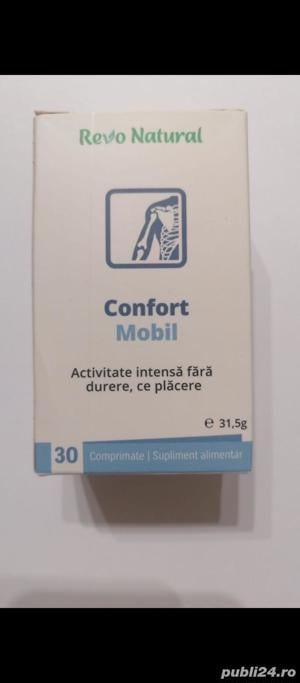 Revo Natural
Confort
Mobil
Activitate intensă fără
durere, ce plăcere
℮ 31,5g
30 Comprimate | Supliment alimentar
publi24.ro